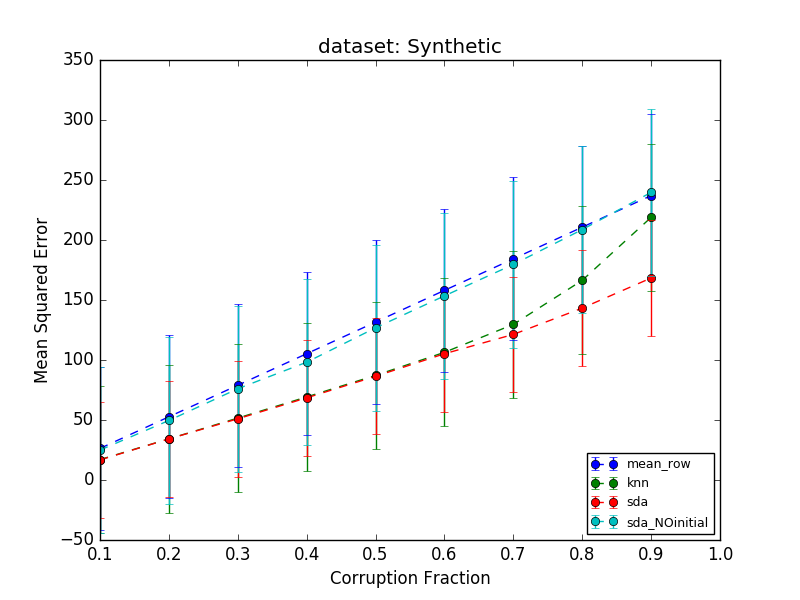 dataset: Synthetic
350
300
250
200
150
100
50
0
−50
Mean Squared Error
mean_row
knn
sda
sda_NOinitial
0.1 0.2 0.3 0.4 0.5 0.6 0.7 0.8 0.9 1.0
Corruption Fraction